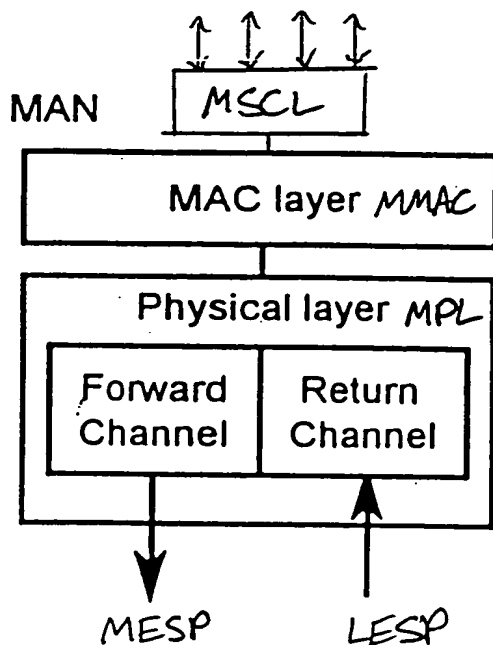 MSCL
MAN
MAC layer MMAC
Physical layer MPL
Forward Return
Channel Channel
MESP LESP